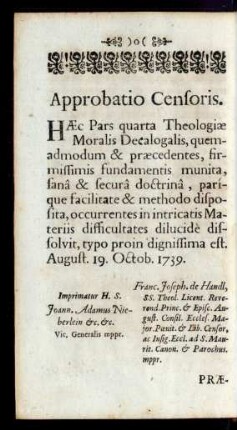 )o(
Approbatio Censoris.
HÆc Pars quarta Theologiæ
Moralis Decalogalis, quem-
admodum & præcedentes, fir-
missimis fundamentis munita,
sanâ & securâ doctrinâ, pari-
que facilitate & methodo dispo-
sita, occurrentes in intricatis Ma-
teriis difficultates dilucidè dis-
solvit, typo proin dignissima est.
August. 19. Octob. 1739.
Imprimatur H. S.
Joann. Adamus Nie-
berlein &c. &c.
Vic. Generalis mppr.
Franc. Joseph. de Handl,
SS. Theol. Licent. Reve-
rend. Princ. & Episc. Au-
gust. Consil. Eccles. Ma-
jor. Pœnit. & Lib. Censor,
ac Insig. Eccl. ad S. Mau-
rit. Canon. & Parochus.
mppr.
PRÆ-